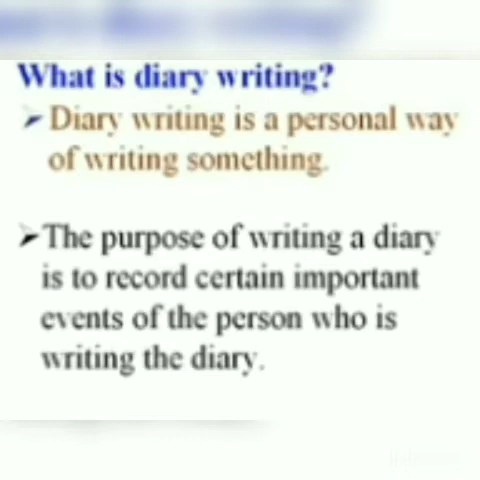 What is diary writing?
➤ Diary writing is a personal way
of writing something.
➤ The purpose of writing a diary
is to record certain important
events of the person who is
writing the diary.